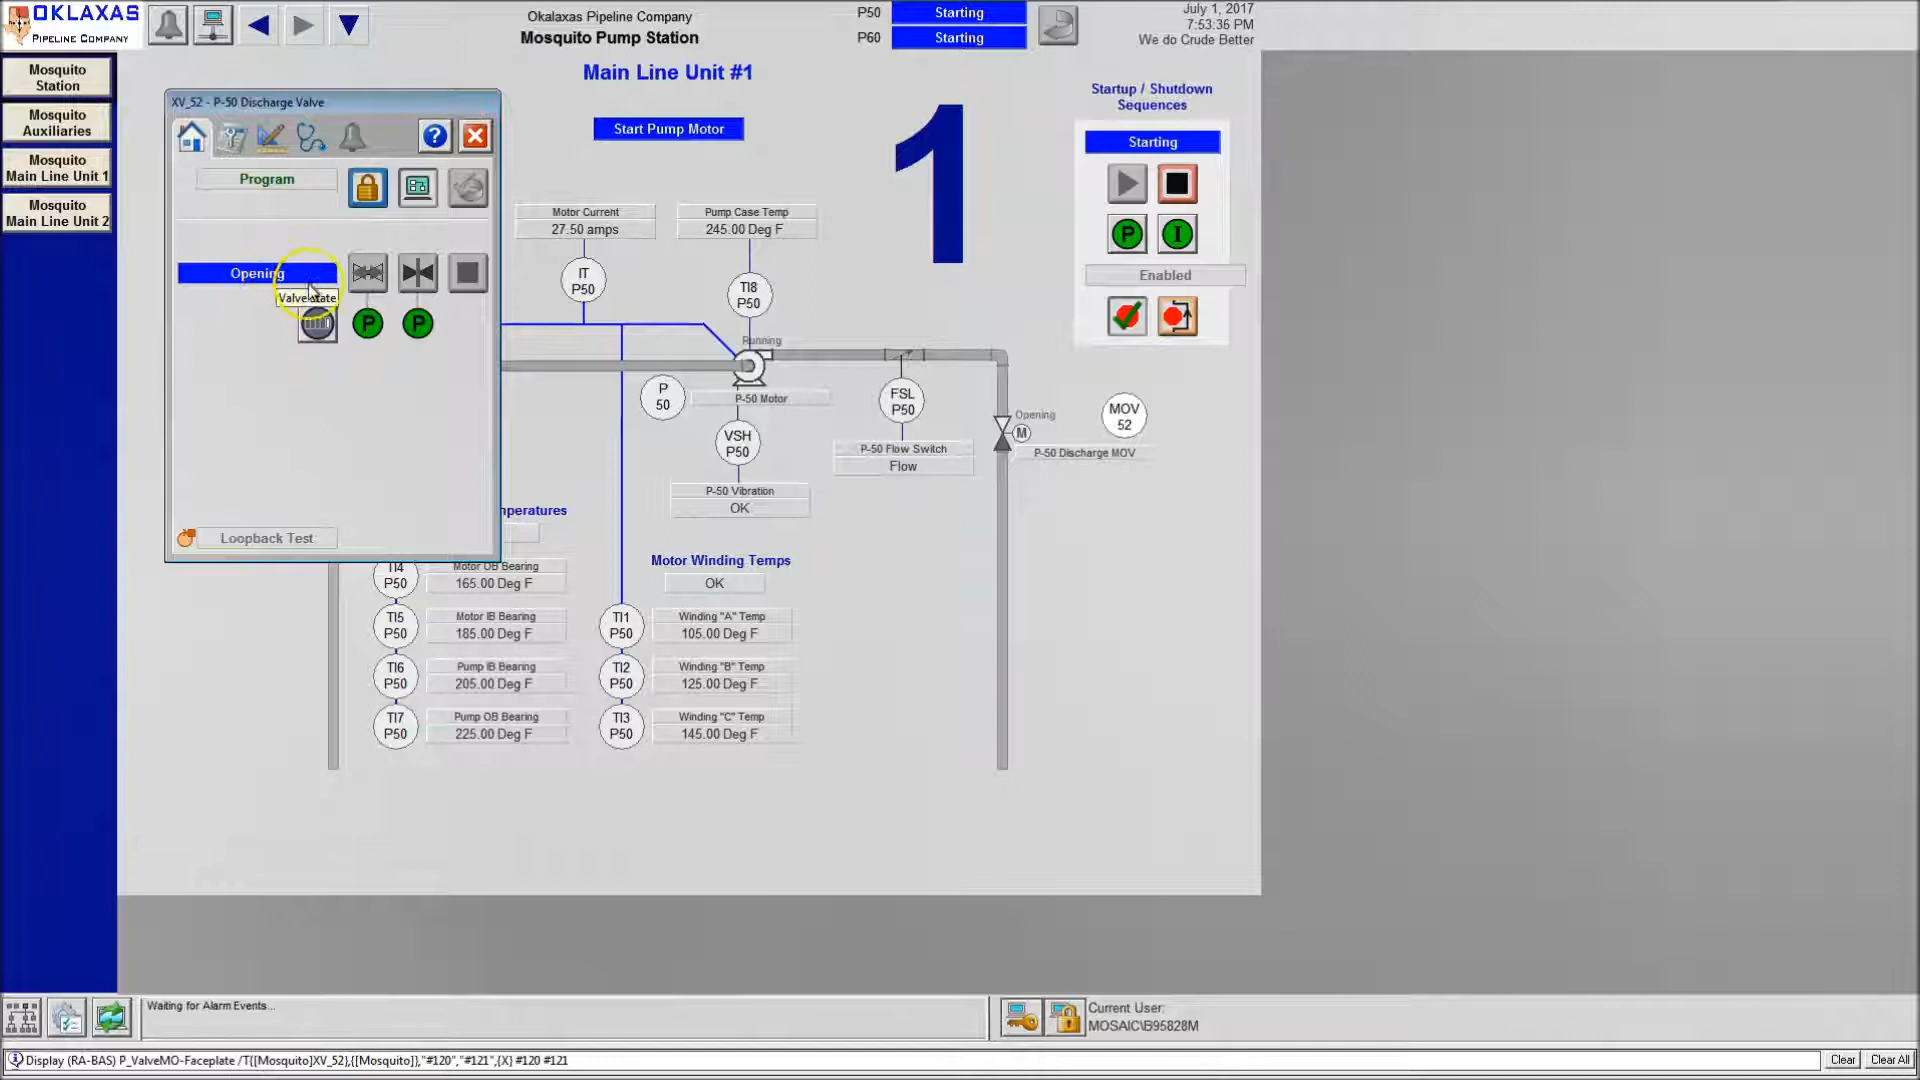 OKLAXAS
PIPELINE COMPANY
Okalaxas Pipeline Company
Mosquito Pump Station
P50
Starting
P60
Starting
July 1, 2017
7:53:36 PM
We do Crude Better
Mosquito
Station
Mosquito
Auxiliaries
Mosquito
Main Line Unit 1
Mosquito
Main Line Unit 2
Main Line Unit #1
Start Pump Motor
1
Startup / Shutdown
Sequences
Starting
P
I
Enabled
XV_52 - P-50 Discharge Valve
?
Program
Opening
Valve State
P
P
Loopback Test
Motor Current
27.50 amps
Pump Case Temp
245.00 Deg F
IT
P50
TI8
P50
Running
P
50
P-50 Motor
VSH
P50
P-50 Vibration
OK
FSL
P50
P-50 Flow Switch
Flow
Opening
M
MOV
52
P-50 Discharge MOV
nperatures
TI4
P50
Motor OB Bearing
165.00 Deg F
TI5
P50
Motor IB Bearing
185.00 Deg F
TI6
P50
Pump IB Bearing
205.00 Deg F
TI7
P50
Pump OB Bearing
225.00 Deg F
Motor Winding Temps
OK
TI1
P50
Winding "A" Temp
105.00 Deg F
TI2
P50
Winding "B" Temp
125.00 Deg F
TI3
P50
Winding "C" Temp
145.00 Deg F
Waiting for Alarm Events...
Current User:
MOSAIC\B95828M
Display (RA-BAS) P_ValveMO-Faceplate /T{[Mosquito]XV_52},{[Mosquito]},"#120","#121",{X} #120 #121
Clear
Clear All